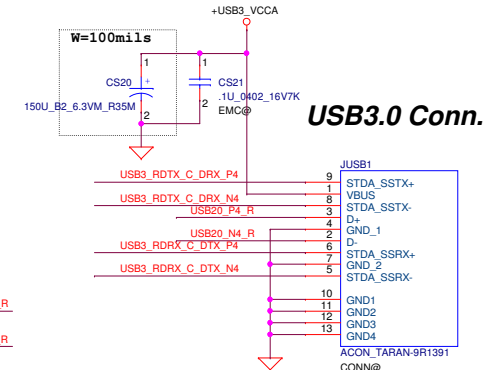 +USB3_VCCA
W=100mils
1
1
CS20
+
CS21
150U_B2_6.3VM_R35M
.1U_0402_16V7K
2
2
EMC@
USB3.0 Conn.
JUSB1
USB3_RDTX_C_DRX_P4
9
STDA_SSTX+
1
VBUS
USB3_RDTX_C_DRX_N4
8
STDA_SSTX-
USB20_P4_R
3
D+
4
GND_1
USB20_N4_R
2
D-
USB3_RDRX_C_DTX_P4
6
STDA_SSRX+
7
GND_2
USB3_RDRX_C_DTX_N4
5
STDA_SSRX-
10
GND1
_R
11
GND2
12
GND3
13
GND4
_R
ACON_TARAN-9R1391
CONN@